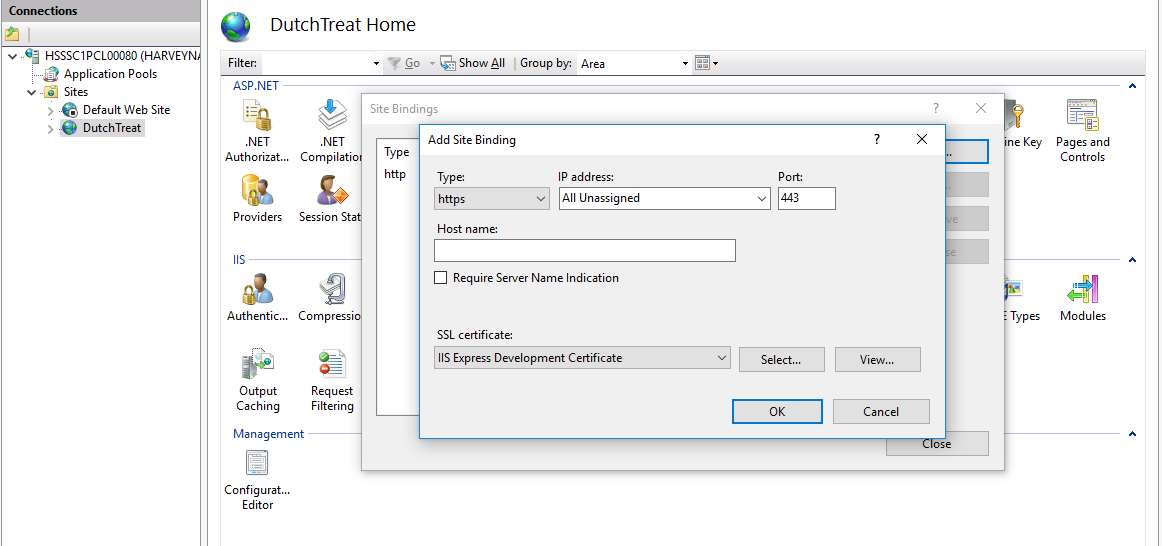 Connections
HSSSC1PCL00080 (HARVEYNA
Application Pools
Sites
Default Web Site
DutchTreat
DutchTreat Home
Filter:
Go
Show All
Group by:
Area
ASP.NET
.NET
Authorizat...
.NET
Compilation
ine Key
Pages and
Controls
Providers
Session Stat
IIS
Authentic...
Compressio
E Types
Modules
Output
Caching
Request
Filtering
Management
Configurat...
Editor
Site Bindings
?
Type
http
...
...
ve
se
Close
Add Site Binding
?
Type:
IP address:
Port:
https
All Unassigned
443
Host name:
Require Server Name Indication
SSL certificate:
IIS Express Development Certificate
Select...
View...
OK
Cancel